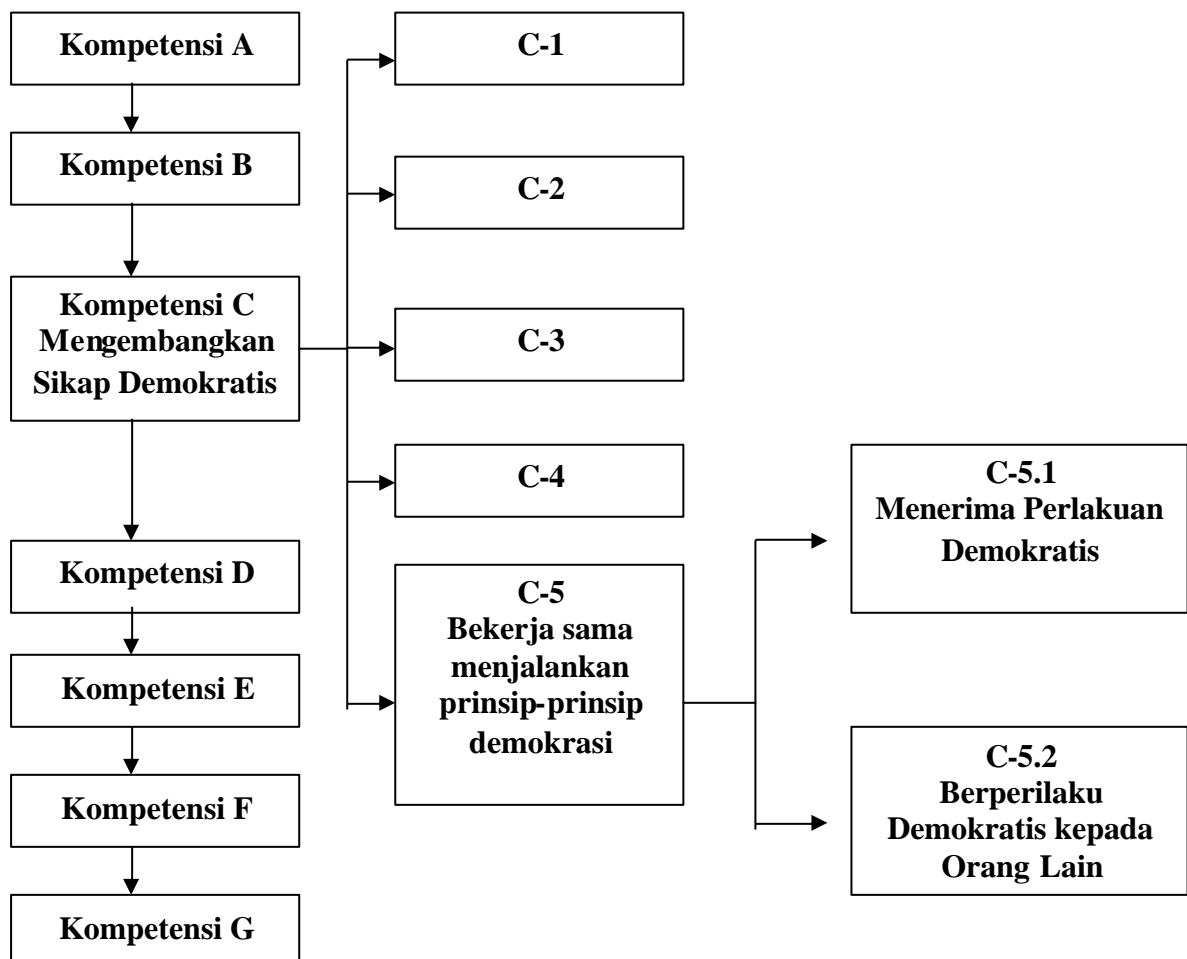 Kompetensi A
Kompetensi B
Kompetensi C
Mengembangkan
Sikap Demokratis
Kompetensi D
Kompetensi E
Kompetensi F
Kompetensi G
C-1
C-2
C-3
C-4
C-5
Bekerja sama
menjalankan
prinsip-prinsip
demokrasi
C-5.1
Menerima Perlakuan
Demokratis
C-5.2
Berperilaku
Demokratis kepada
Orang Lain